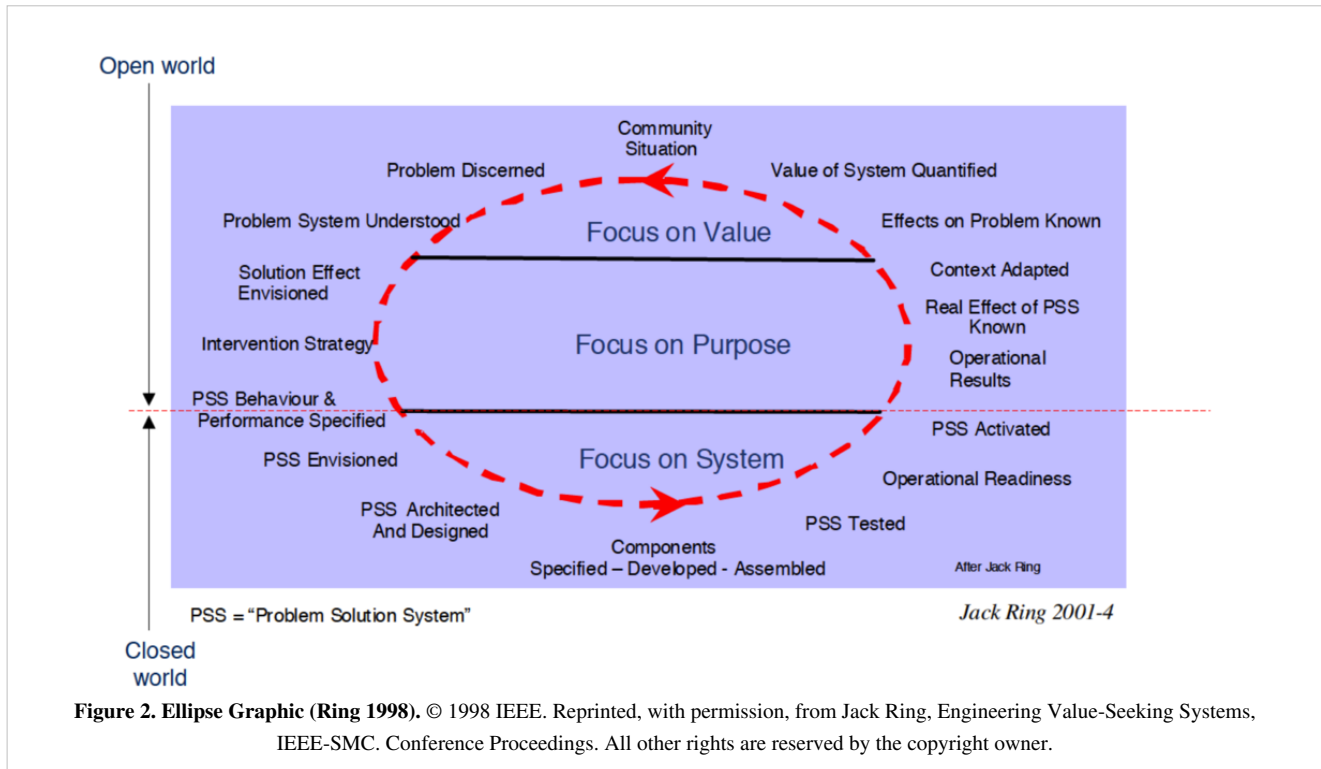 Open world
Community
Situation
Problem Discerned
Value of System Quantified
Problem System Understood
Focus on Value
Effects on Problem Known
Solution Effect
Envisioned
Context Adapted
Real Effect of PSS
Known
Intervention Strategy
Focus on Purpose
Operational
Results
PSS Behaviour &
Performance Specified
PSS Activated
PSS Envisioned
Focus on System
Operational Readiness
PSS Architected
And Designed
PSS Tested
Components
Specified – Developed - Assembled
After Jack Ring
PSS = “Problem Solution System”
Jack Ring 2001-4
Closed
world
Figure 2. Ellipse Graphic (Ring 1998). © 1998 IEEE. Reprinted, with permission, from Jack Ring, Engineering Value-Seeking Systems,
IEEE-SMC. Conference Proceedings. All other rights are reserved by the copyright owner.